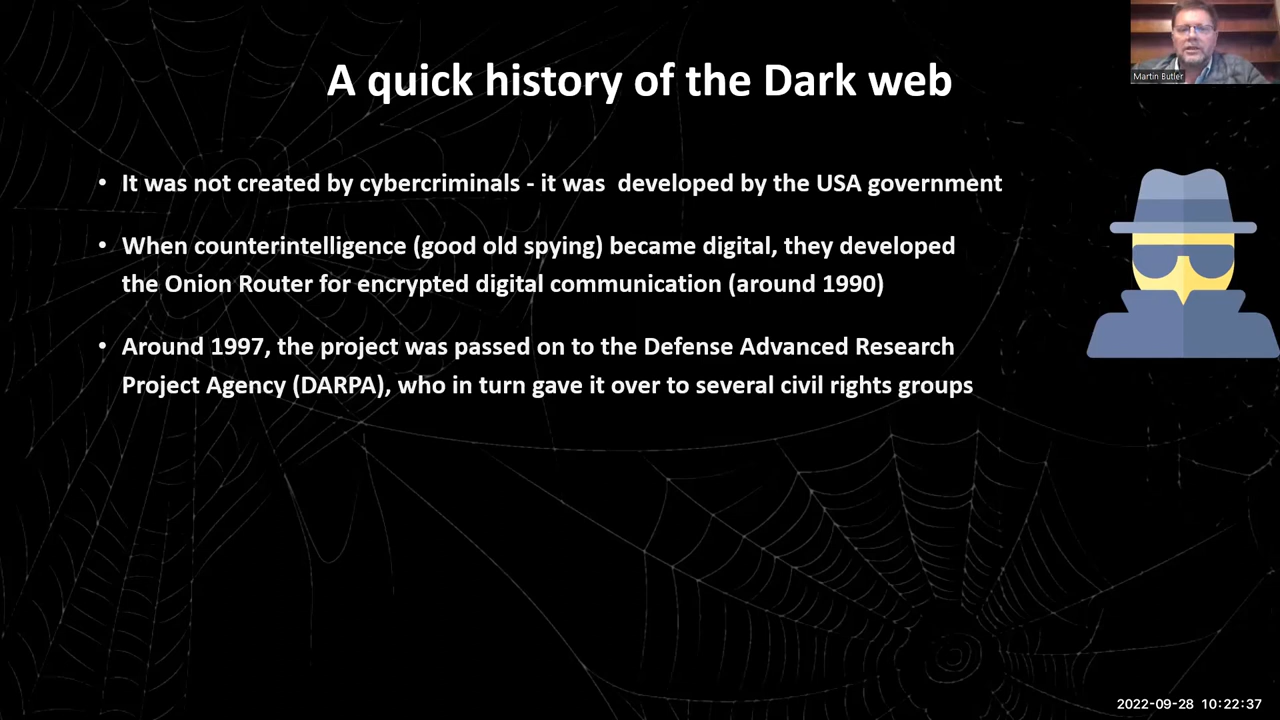 A quick history of the Dark web
Martin Butler
• It was not created by cybercriminals - it was  developed by the USA government
• When counterintelligence (good old spying) became digital, they developed
the Onion Router for encrypted digital communication (around 1990)
• Around 1997, the project was passed on to the Defense Advanced Research
Project Agency (DARPA), who in turn gave it over to several civil rights groups
2022-09-28 10:22:37